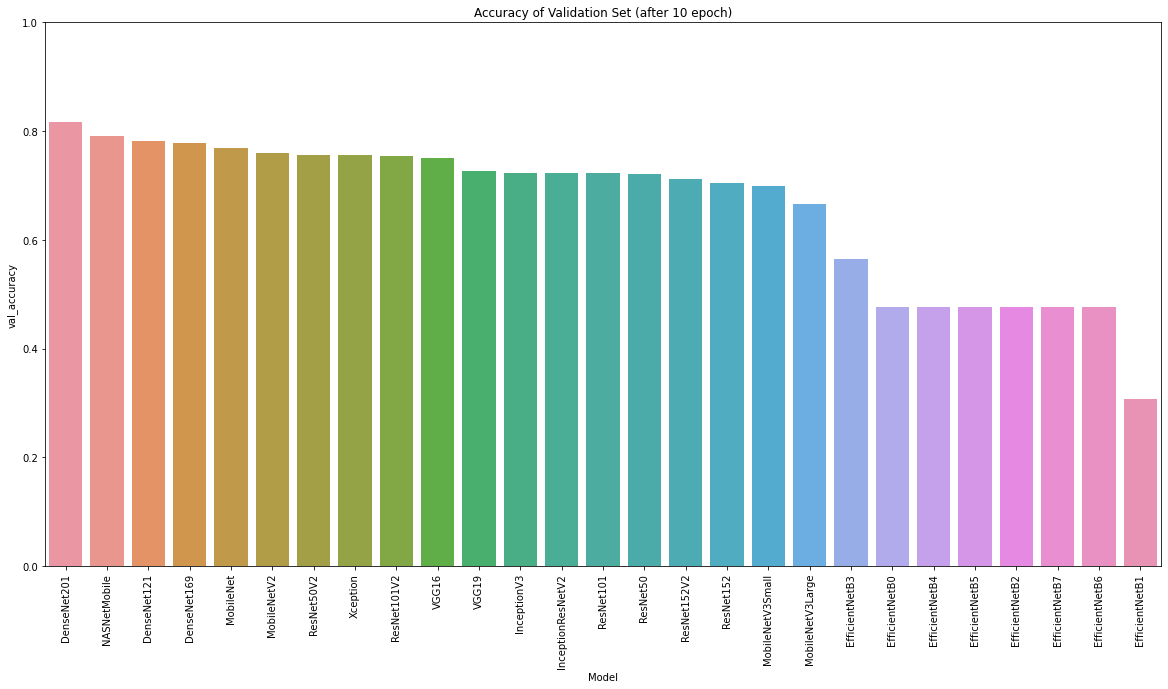 Accuracy of Validation Set (after 10 epoch)
1.0
0.8
0.6
0.4
0.2
0.0
val_accuracy
DenseNet201
NASNetMobile
DenseNet121
DenseNet169
MobileNet
MobileNetV2
ResNet50V2
Xception
ResNet101V2
VGG16
VGG19
InceptionV3
InceptionResNetV2
ResNet101
ResNet50
ResNet152V2
ResNet152
MobileNetV3Small
MobileNetV3Large
EfficientNetB3
EfficientNetB0
EfficientNetB4
EfficientNetB5
EfficientNetB2
EfficientNetB7
EfficientNetB6
EfficientNetB1
Model